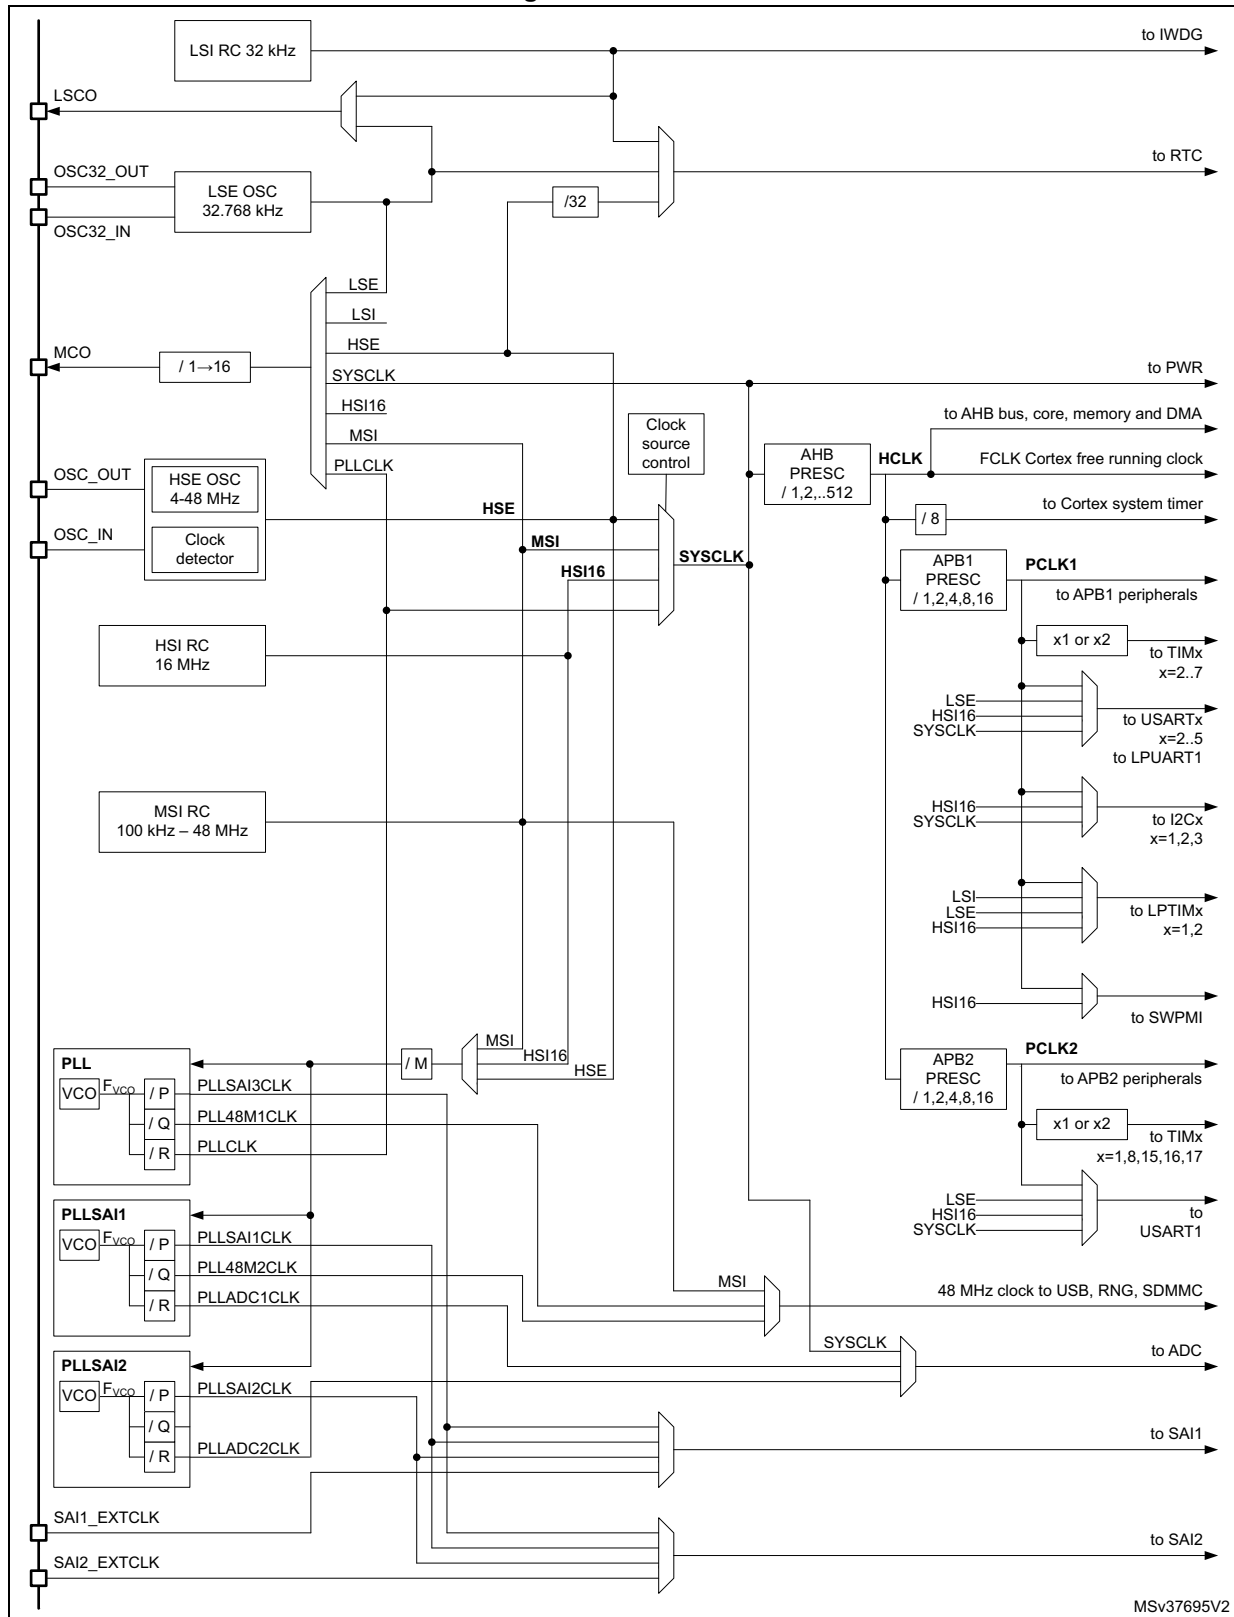 LSI RC 32 kHz
to IWDG
LSCO
OSC32_OUT
to RTC
LSE OSC
32.768 kHz
/32
OSC32_IN
LSE
LSI
MCO
HSE
/ 1→16
to PWR
SYSCLK
HSI16
to AHB bus, core, memory and DMA
MSI
Clock
source
control
PLLCLK
AHB
PRESC
/ 1,2,..512
HCLK
FCLK Cortex free running clock
OSC_OUT
HSE OSC
4-48 MHz
to Cortex system timer
HSE
/ 8
OSC_IN
Clock
detector
MSI
SYSCLK
APB1
PRESC
/ 1,2,4,8,16
PCLK1
HSI16
to APB1 peripherals
HSI RC
16 MHz
x1 or x2
to TIMx
x=2..7
LSE
HSI16
SYSCLK
to USARTx
x=2..5
to LPUART1
MSI RC
100 kHz – 48 MHz
HSI16
SYSCLK
to I2Cx
x=1,2,3
LSI
LSE
HSI16
to LPTIMx
x=1,2
HSI16
to SWPMI
MSI
HSI16
HSE
/ M
PLL
VCO
FVCO
/ P
PLLSAI3CLK
/ Q
PLL48M1CLK
/ R
PLLCLK
APB2
PRESC
/ 1,2,4,8,16
PCLK2
to APB2 peripherals
x1 or x2
to TIMx
x=1,8,15,16,17
LSE
HSI16
SYSCLK
to
USART1
PLLSAI1
VCO
FVCO
/ P
PLLSAI1CLK
/ Q
PLL48M2CLK
/ R
PLLADC1CLK
MSI
48 MHz clock to USB, RNG, SDMMC
SYSCLK
to ADC
PLLSAI2
VCO
FVCO
/ P
PLLSAI2CLK
/ Q
/ R
PLLADC2CLK
to SAI1
SAI1_EXTCLK
to SAI2
SAI2_EXTCLK
MSv37695V2